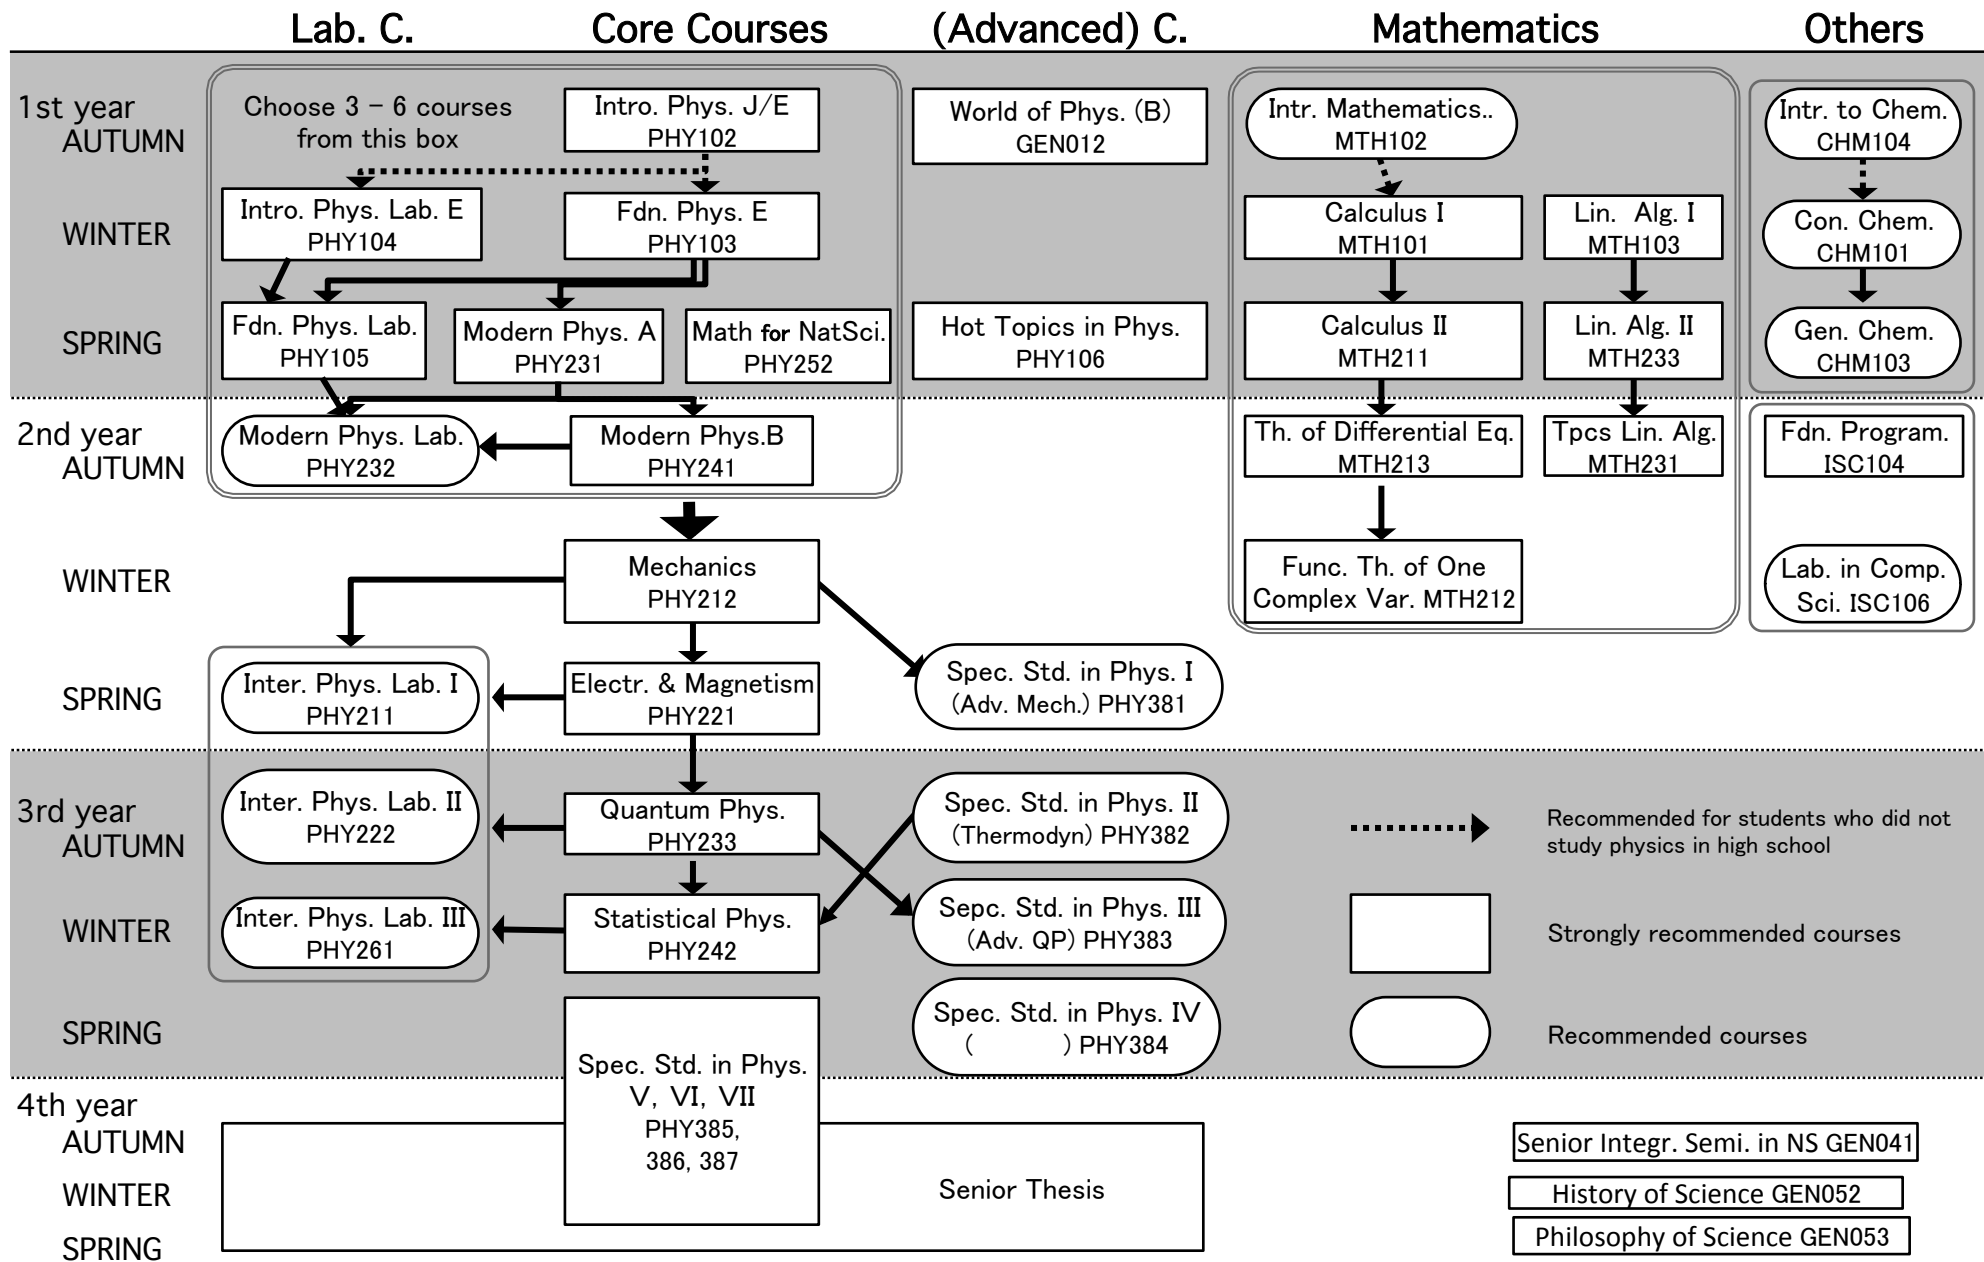 Lab. C.
Core Courses
(Advanced) C.
Mathematics
Others
1st year
AUTUMN
Choose 3 – 6 courses
from this box
Intro. Phys. J/E
PHY102
World of Phys. (B)
GEN012
Intr. Mathematics..
MTH102
Intr. to Chem.
CHM104
WINTER
Intro. Phys. Lab. E
PHY104
Fdn. Phys. E
PHY103
Calculus I
MTH101
Lin. Alg. I
MTH103
Con. Chem.
CHM101
SPRING
Fdn. Phys. Lab.
PHY105
Modern Phys. A
PHY231
Math for NatSci.
PHY252
Hot Topics in Phys.
PHY106
Calculus II
MTH211
Lin. Alg. II
MTH233
Gen. Chem.
CHM103
2nd year
AUTUMN
Modern Phys. Lab.
PHY232
Modern Phys.B
PHY241
Th. of Differential Eq.
MTH213
Tpcs Lin. Alg.
MTH231
Fdn. Program.
ISC104
WINTER
Mechanics
PHY212
Func. Th. of One
Complex Var. MTH212
Lab. in Comp.
Sci. ISC106
SPRING
Inter. Phys. Lab. I
PHY211
Electr. & Magnetism
PHY221
Spec. Std. in Phys. I
(Adv. Mech.) PHY381
3rd year
AUTUMN
Inter. Phys. Lab. II
PHY222
Quantum Phys.
PHY233
Spec. Std. in Phys. II
(Thermodyn) PHY382
Recommended for students who did not
study physics in high school
WINTER
Inter. Phys. Lab. III
PHY261
Statistical Phys.
PHY242
Sepc. Std. in Phys. III
(Adv. QP) PHY383
Strongly recommended courses
SPRING
Spec. Std. in Phys. IV
( ) PHY384
Recommended courses
Spec. Std. in Phys.
V, VI, VII
PHY385,
386, 387
4th year
AUTUMN
Senior Integr. Semi. in NS GEN041
WINTER
Senior Thesis
History of Science GEN052
SPRING
Philosophy of Science GEN053